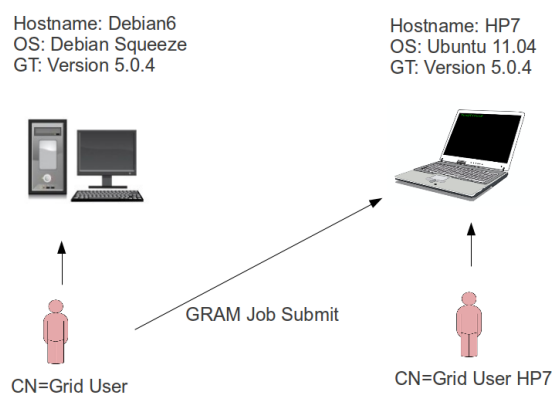 Hostname: Debian6
OS: Debian Squeeze
GT: Version 5.0.4
Hostname: HP7
OS: Ubuntu 11.04
GT: Version 5.0.4
GRAM Job Submit
CN=Grid User
CN=Grid User HP7